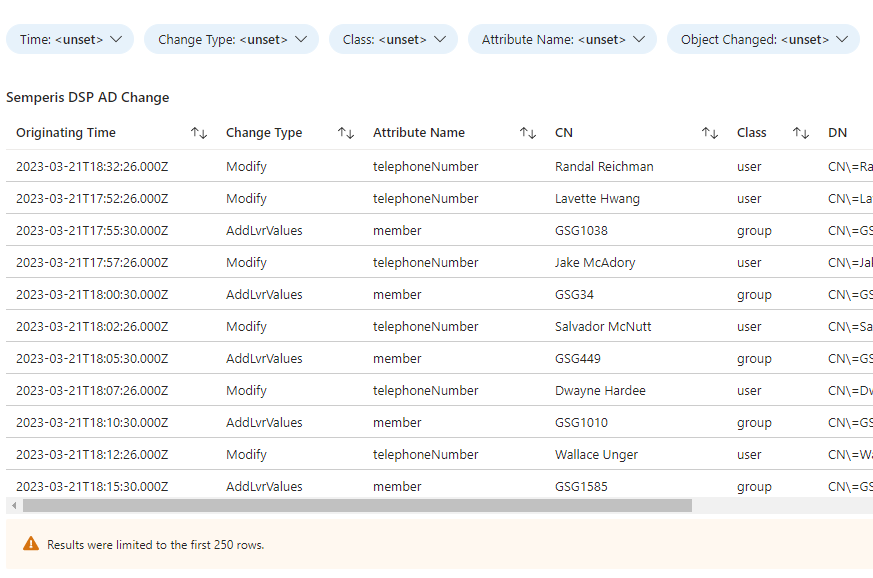 Time: <unset> Change Type: <unset> Class: <unset> Attribute Name: <unset> Object Changed: <unset>
Semperis DSP AD Change
Originating Time Change Type Attribute Name CN Class DN
2023-03-21T18:32:26.000Z Modify telephoneNumber Randal Reichman user CN\=Ra
2023-03-21T17:52:26.000Z Modify telephoneNumber Lavette Hwang user CN\=La
2023-03-21T17:55:30.000Z AddLvrValues member GSG1038 group CN\=GS
2023-03-21T17:57:26.000Z Modify telephoneNumber Jake McAdory user CN\=Jak
2023-03-21T18:00:30.000Z AddLvrValues member GSG34 group CN\=GS
2023-03-21T18:02:26.000Z Modify telephoneNumber Salvador McNutt user CN\=Sa
2023-03-21T18:05:30.000Z AddLvrValues member GSG449 group CN\=GS
2023-03-21T18:07:26.000Z Modify telephoneNumber Dwayne Hardee user CN\=Dw
2023-03-21T18:10:30.000Z AddLvrValues member GSG1010 group CN\=GS
2023-03-21T18:12:26.000Z Modify telephoneNumber Wallace Unger user CN\=Wa
2023-03-21T18:15:30.000Z AddLvrValues member GSG1585 group CN\=GS
Results were limited to the first 250 rows.